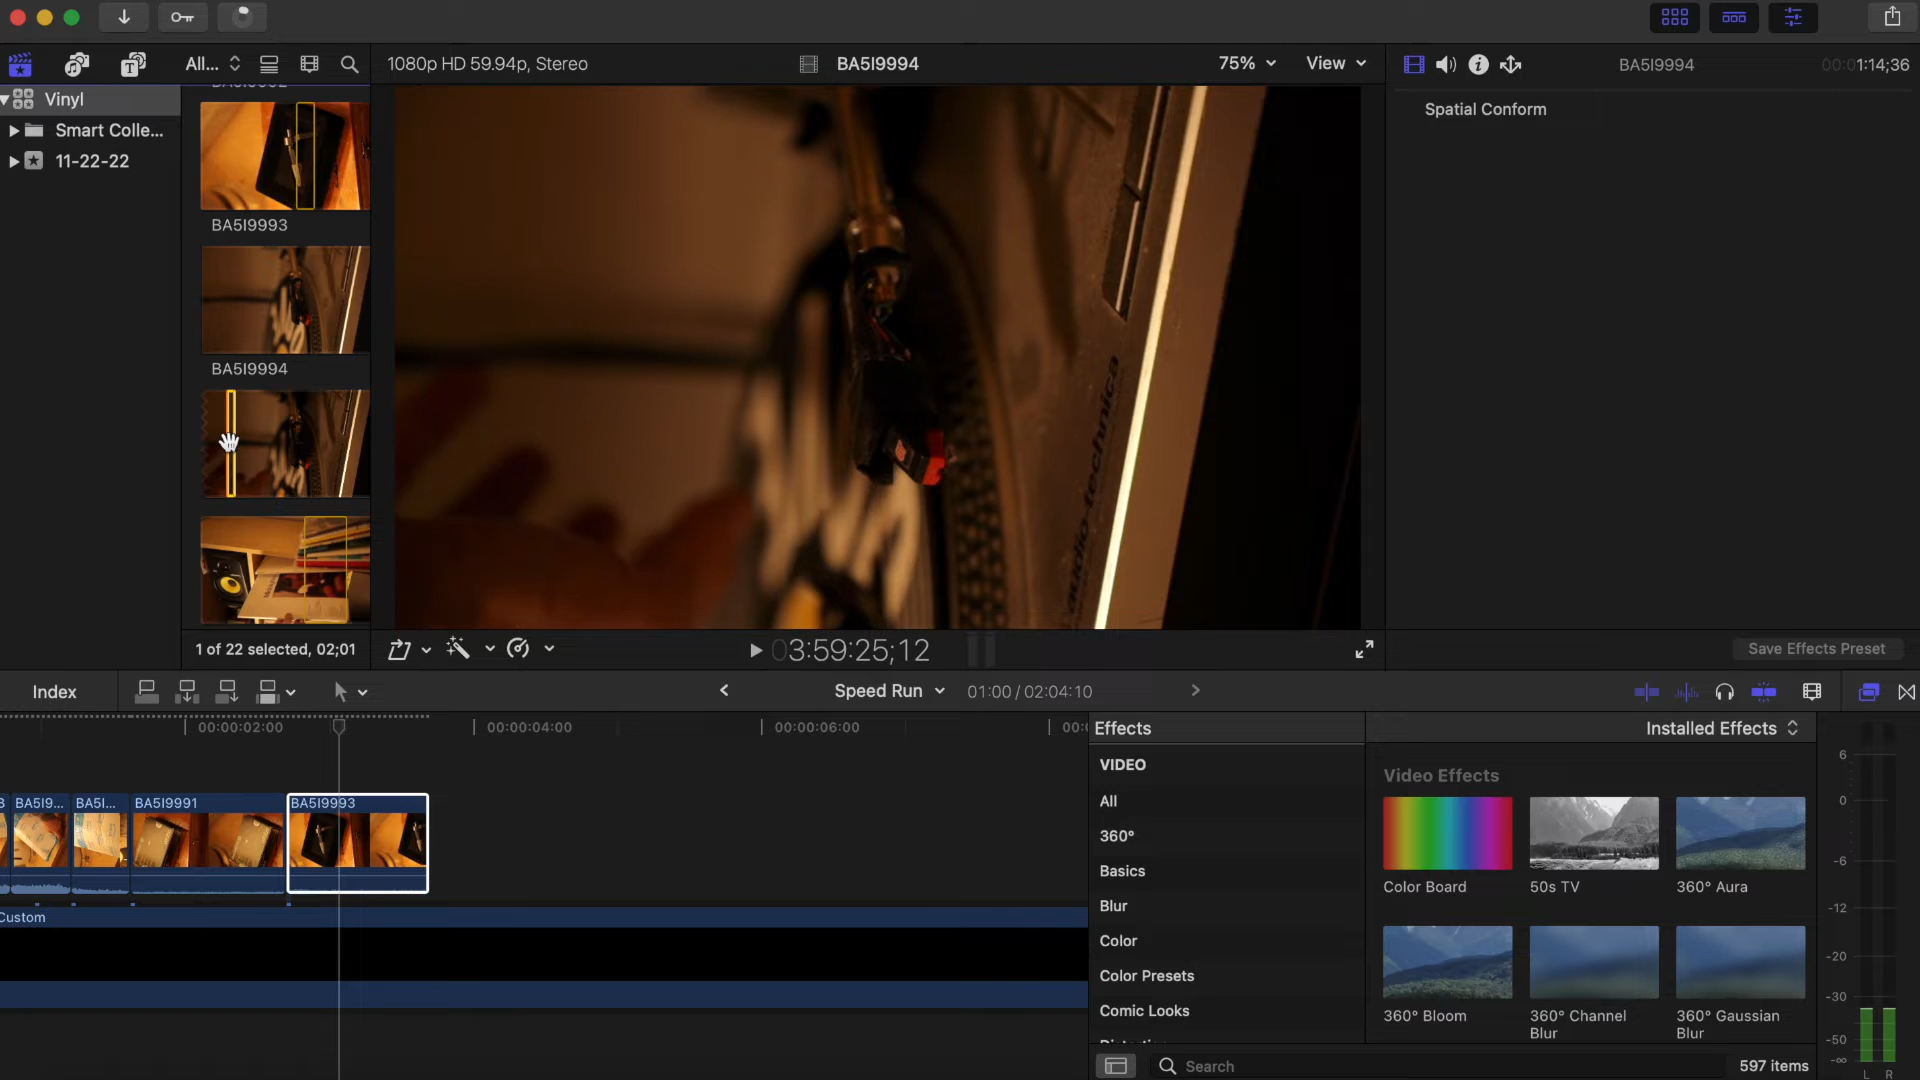 All...
1080p HD 59.94p, Stereo
BA5I9994
75%
View
BA5I9994
00:01:14;36
Vinyl
Smart Colle...
11-22-22
BA5I9993
BA5I9994
Spatial Conform
audio-technica
1 of 22 selected, 02;01
03:59:25;12
Save Effects Preset
Index
Speed Run
01:00 / 02:04:10
00:00:02:00
00:00:04:00
00:00:06:00
00:
Effects
Installed Effects
BA5I9...
BA5I...
BA5I9991
BA5I9993
Custom
VIDEO
All
360°
Basics
Blur
Color
Color Presets
Comic Looks
Video Effects
Color Board
50s TV
360° Aura
360° Bloom
360° Channel
Blur
360° Gaussian
Blur
Search
597 items
6
0
-6
-12
-20
-30
-50
-∞
L R